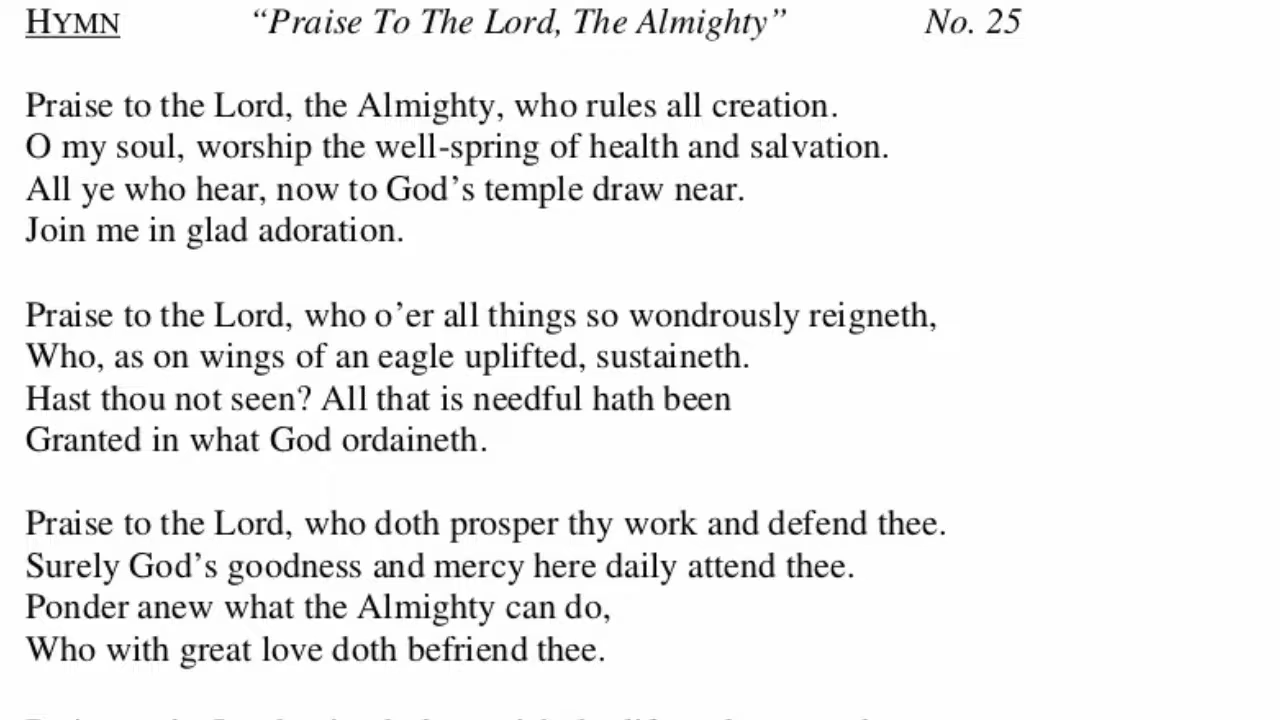 HYMN “Praise To The Lord, The Almighty” No. 25
Praise to the Lord, the Almighty, who rules all creation.
O my soul, worship the well-spring of health and salvation.
All ye who hear, now to God’s temple draw near.
Join me in glad adoration.
Praise to the Lord, who o’er all things so wondrously reigneth,
Who, as on wings of an eagle uplifted, sustaineth.
Hast thou not seen? All that is needful hath been
Granted in what God ordaineth.
Praise to the Lord, who doth prosper thy work and defend thee.
Surely God’s goodness and mercy here daily attend thee.
Ponder anew what the Almighty can do,
Who with great love doth befriend thee.